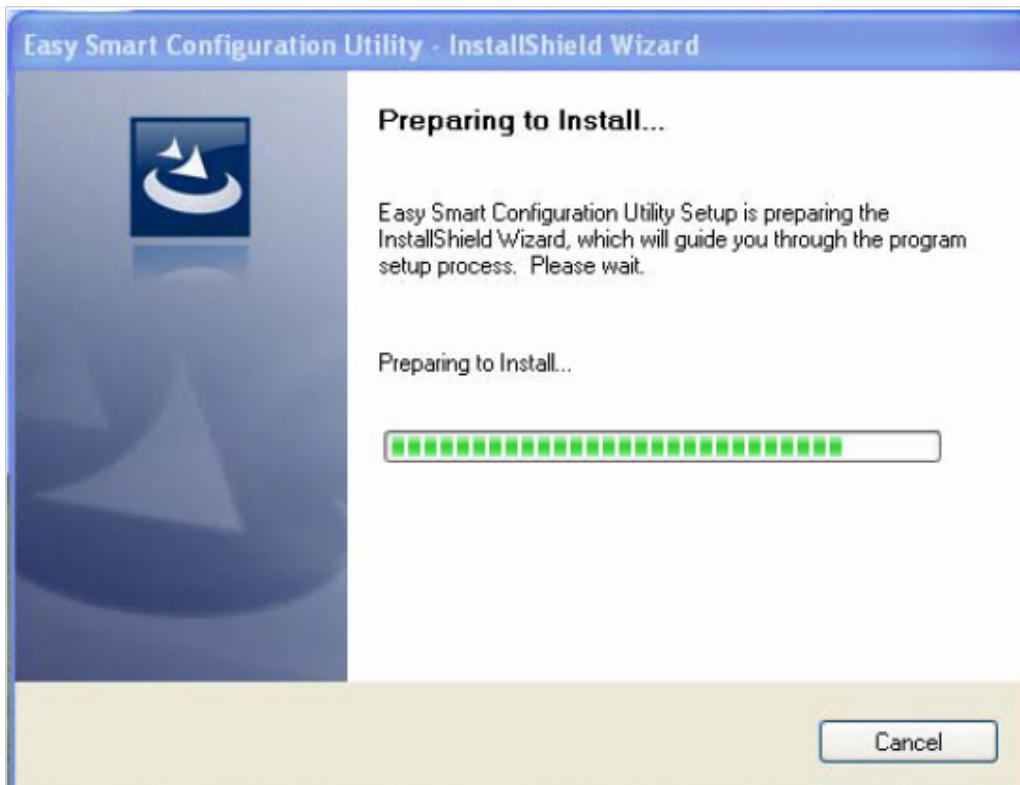 Easy Smart Configuration Utility - InstallShield Wizard
Preparing to Install...
Easy Smart Configuration Utility Setup is preparing the
InstallShield Wizard, which will guide you through the program
setup process. Please wait.
Preparing to Install...
Cancel